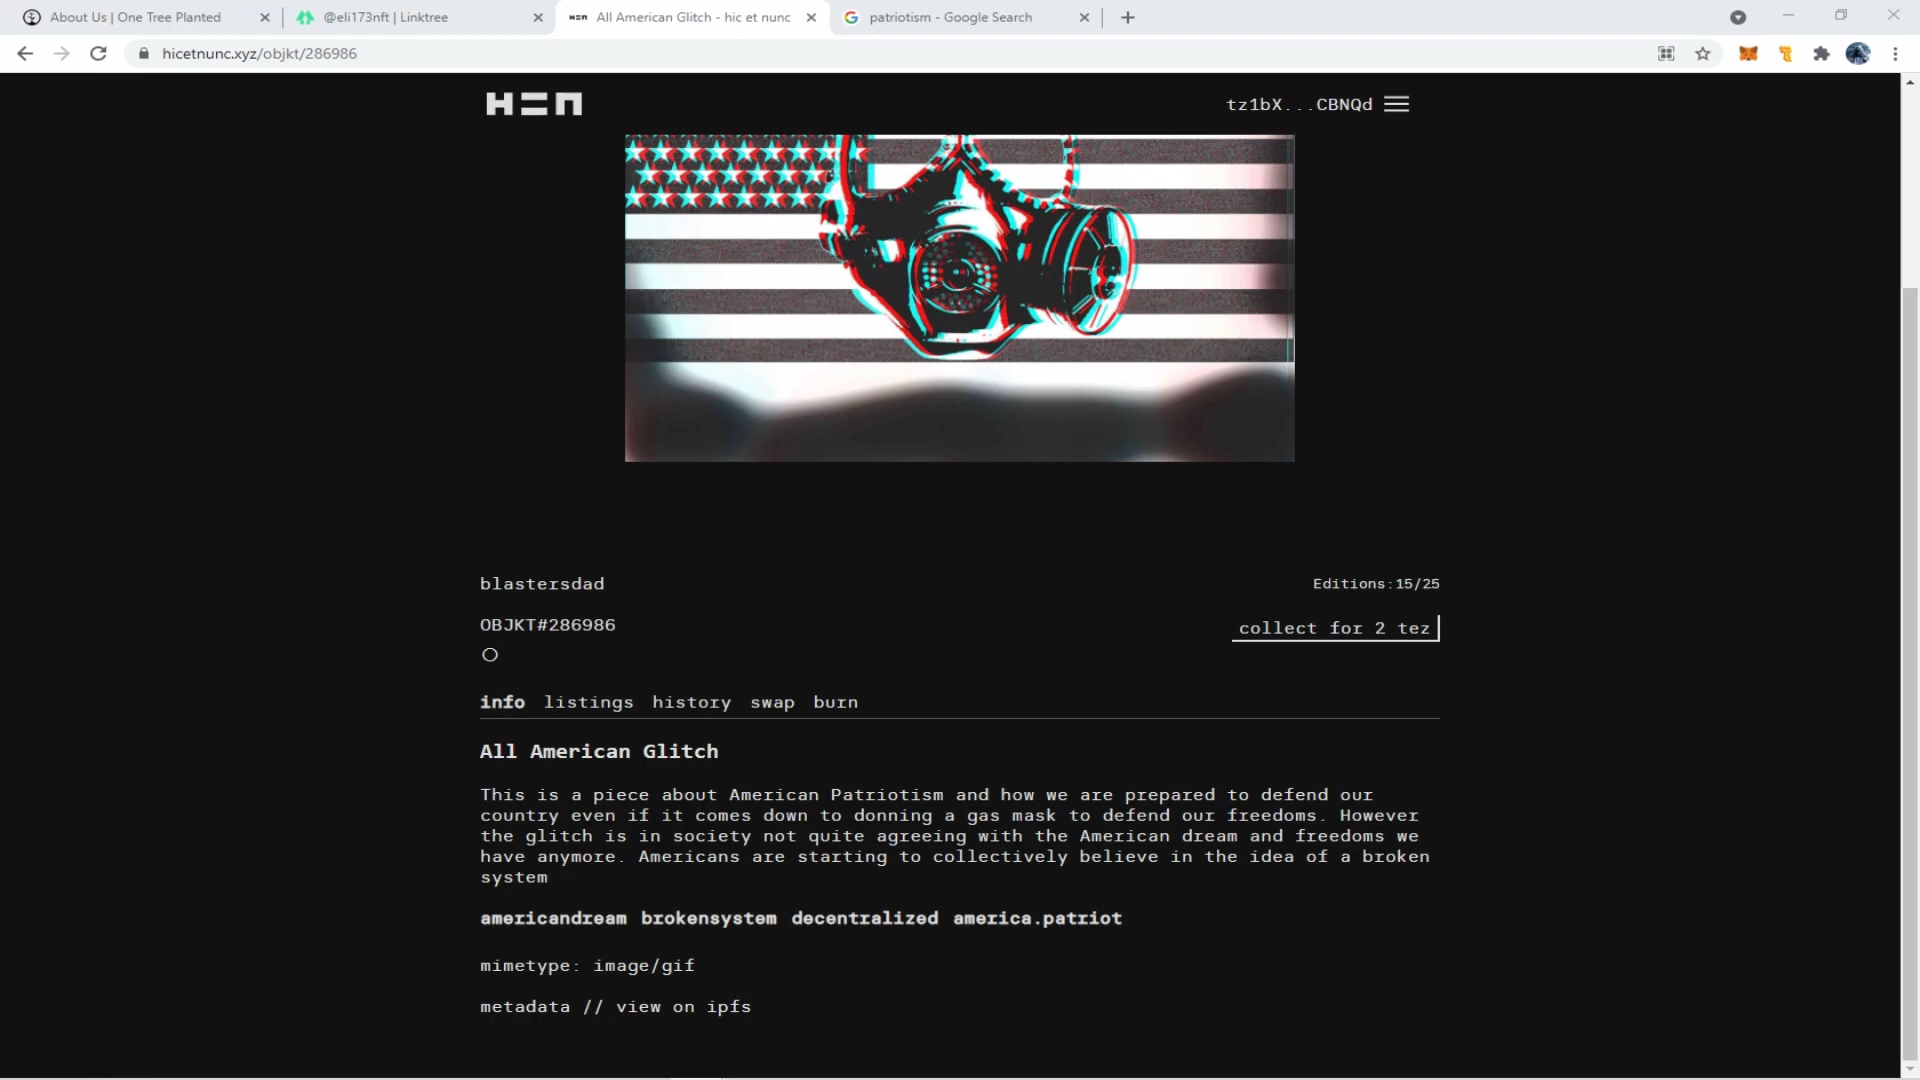 About Us | One Tree Planted
@eli173nft | Linktree
All American Glitch - hic et nunc
patriotism - Google Search
hicetnunc.xyz/objkt/286986
tz1bX...CBNQd
blastersdad
Editions:15/25
OBJKT#286986
collect for 2 tez
info listings history swap burn
All American Glitch
This is a piece about American Patriotism and how we are prepared to defend our
country even if it comes down to donning a gas mask to defend our freedoms. However
the glitch is in society not quite agreeing with the American dream and freedoms we
have anymore. Americans are starting to collectively believe in the idea of a broken
system
americandream brokensystem decentralized america.patriot
mimetype: image/gif
metadata // view on ipfs